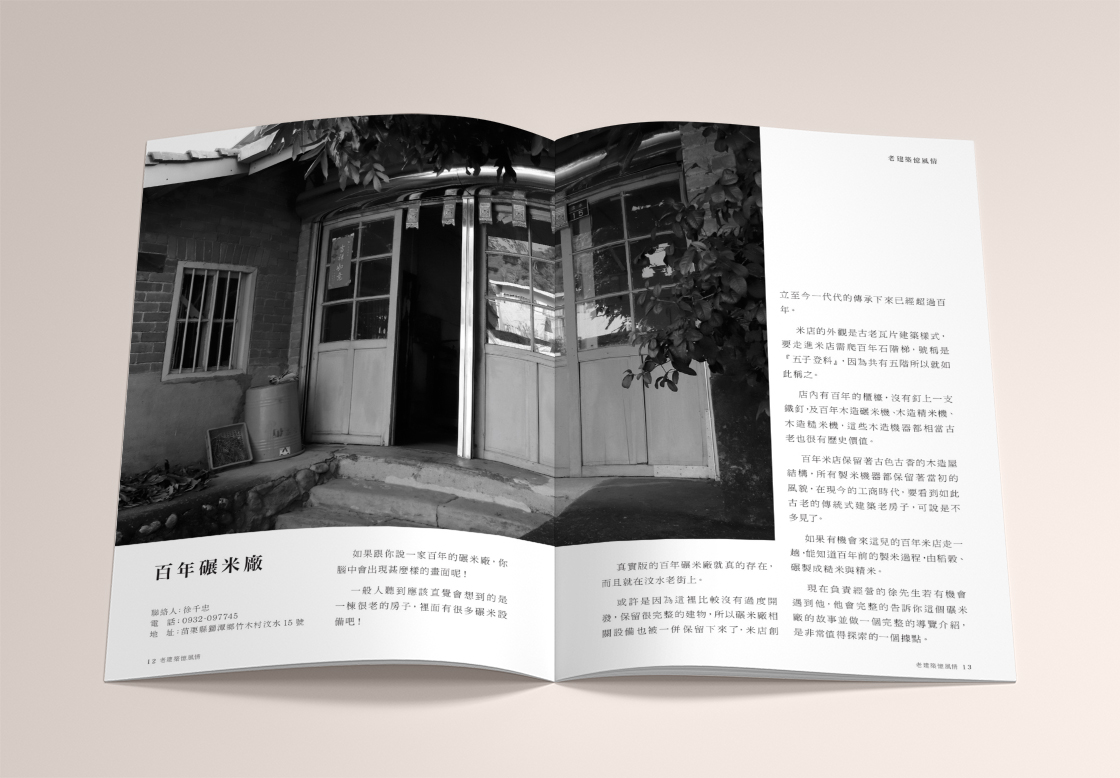 老建築憶風情
15
百年碾米廠
聯絡人:徐千忠
電　話:0932-097745
地　址:苗栗縣獅潭鄉竹木村汶水 15 號
如果跟你說一家百年的碾米廠，你
腦中會出現甚麼樣的畫面呢！
一般人聽到應該直覺會想到的是
一棟很老的房子，裡面有很多碾米設
備吧！
真實版的百年碾米廠就真的存在，
而且就在汶水老街上。
或許是因為這裡比較沒有過度開
發，保留很完整的建物，所以碾米廠相
關設備也被一併保留下來了，米店創
立至今一代代的傳承下來已經超過百
年。
米店的外觀是古老瓦片建築樣式，
要走進米店需爬百年石階梯，號稱是
『五子登科』，因為共有五階所以就如
此稱之。
店內有百年的櫃檯，沒有釘上一支
鐵釘，及百年木造碾米機、木造精米機、
木造糙米機，這些木造機器都相當古
老也很有歷史價值。
百年米店保留著古色古香的木造屋
結構，所有製米機器都保留著當初的
風貌，在現今的工商時代，要看到如此
古老的傳統式建築老房子，可說是不
多見了。
如果有機會來這兒的百年米店走一
趟，能知道百年前的製米過程，由稻穀、
碾製成糙米與精米。
現在負責經營的徐先生若有機會
遇到他，他會完整的告訴你這個碾米
廠的故事並做一個完整的導覽介紹，
是非常值得探索的一個據點。
12 老建築憶風情
老建築憶風情 13